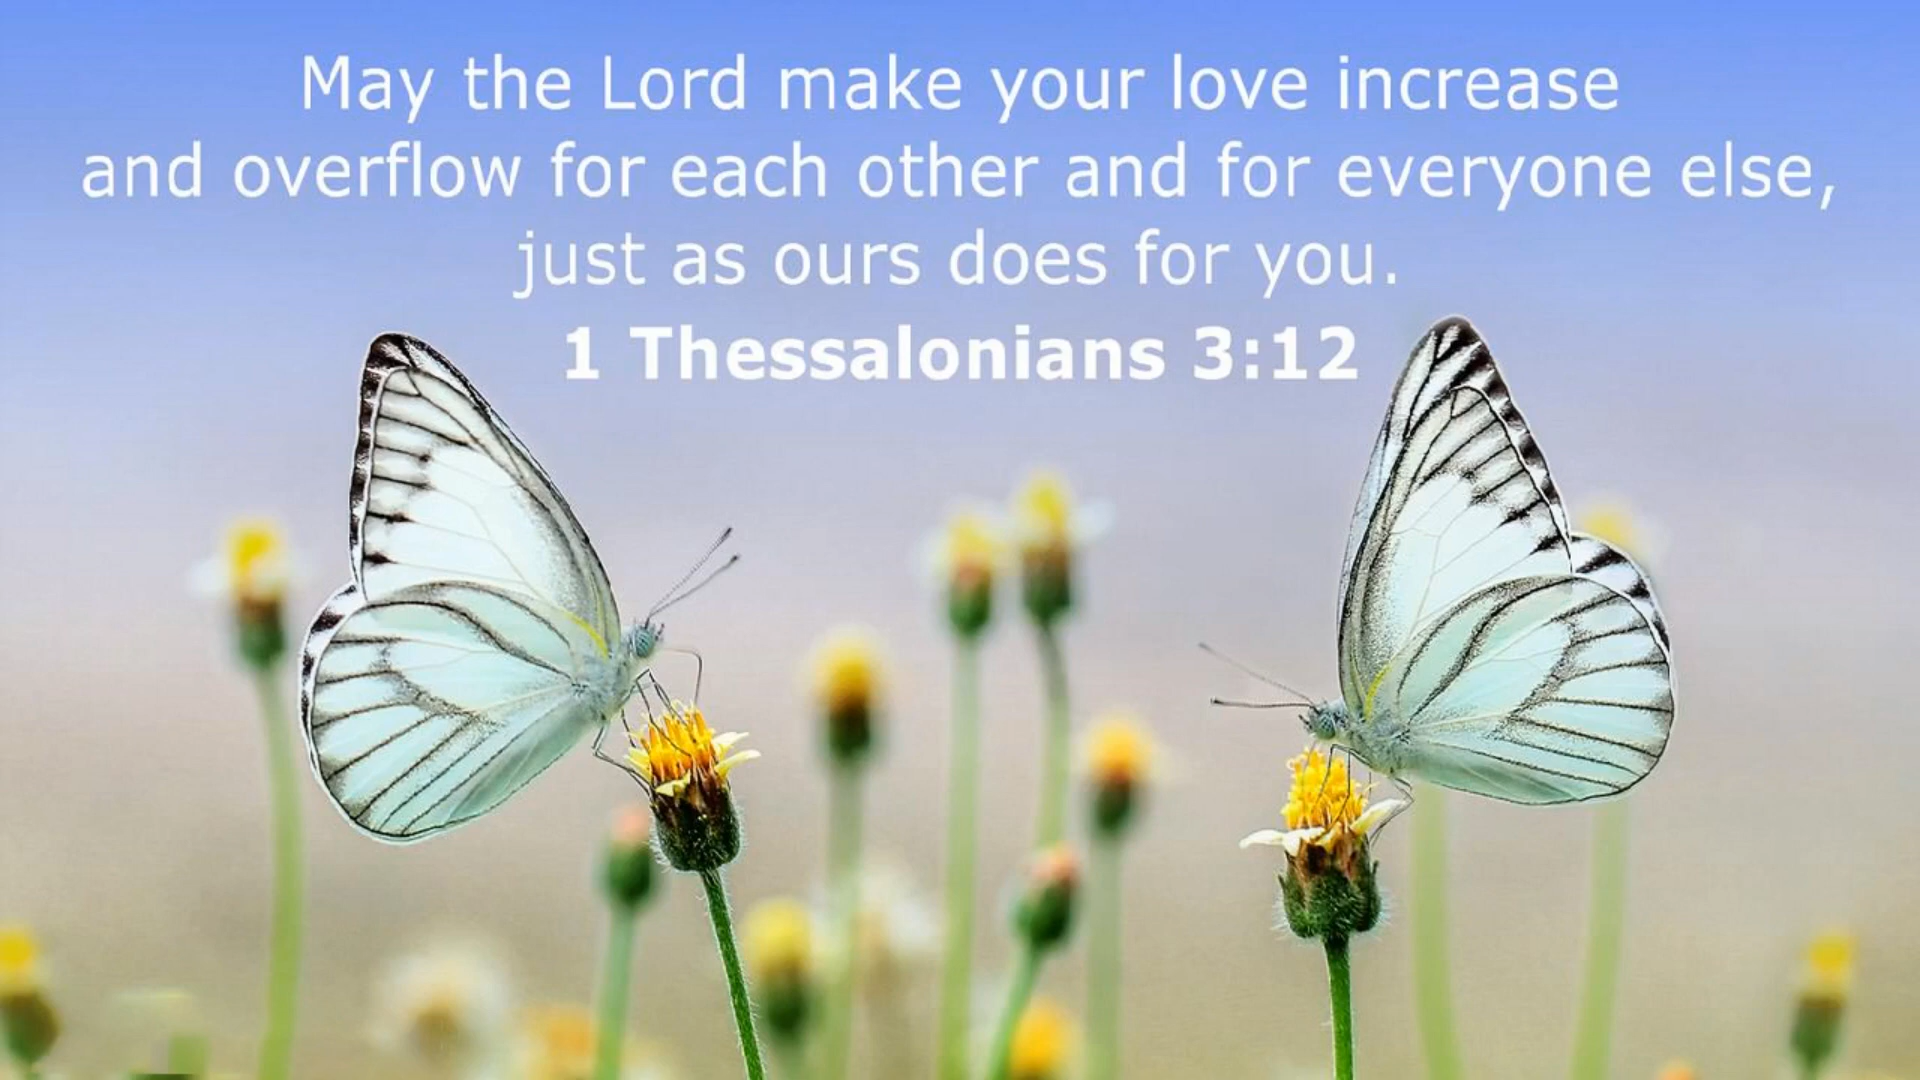 May the Lord make your love increase
and overflow for each other and for everyone else,
just as ours does for you.
1 Thessalonians 3:12